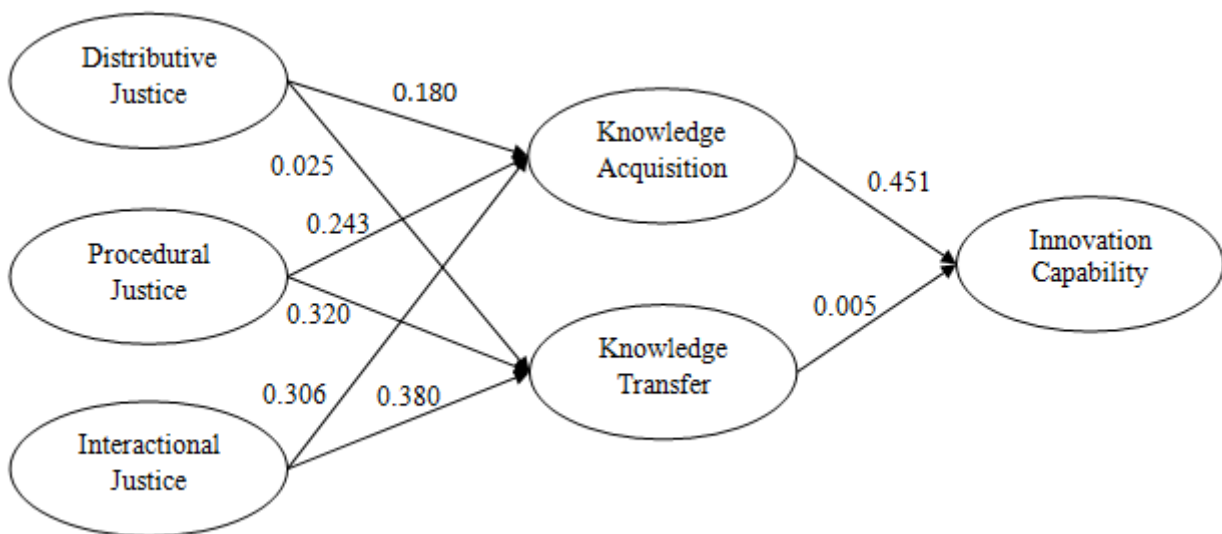 Distributive
Justice
0.180
Knowledge
Acquisition
0.025
0.451
0.243
Procedural
Justice
Innovation
Capability
0.320
0.005
Knowledge
Transfer
0.306
0.380
Interactional
Justice